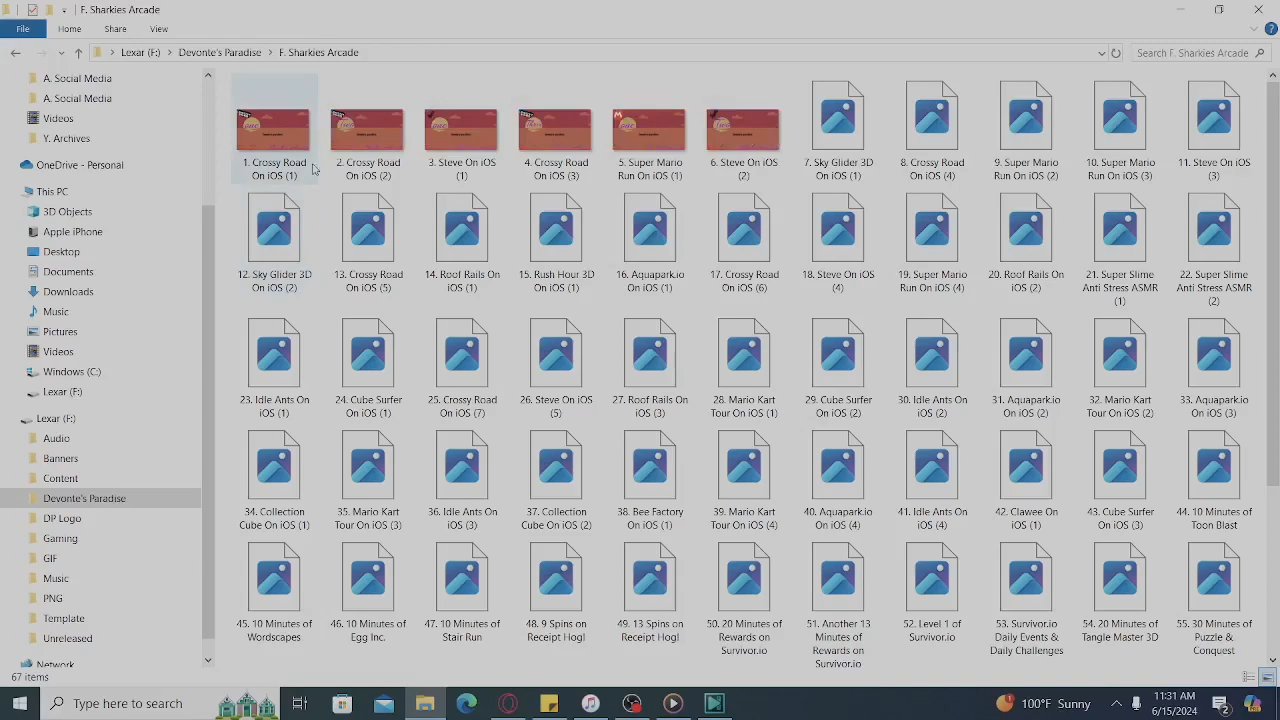 F. Sharkies Arcade
File
Home
Share
View
Lexar (F:)
Devonte's Paradise
F. Sharkies Arcade
Search F. Sharkies Arcade
A. Social Media
A. Social Media
Videos
Y. Archives
OneDrive - Personal
This PC
3D Objects
Apple iPhone
Desktop
Documents
Downloads
Music
Pictures
Videos
Windows (C:)
Lexar (F:)
Lexar (F:)
Audio
Banners
Content
Devonte's Paradise
DP Logo
Gaming
GIF
Music
PNG
Template
Unreleased
Network
1. Crossy Road
On iOS (1)
2. Crossy Road
On iOS (2)
3. Steve On iOS
(1)
4. Crossy Road
On iOS (3)
5. Super Mario
Run On iOS (1)
6. Steve On iOS
(2)
7. Sky Glider 3D
On iOS (1)
8. Crossy Road
On iOS (4)
9. Super Mario
Run On iOS (2)
10. Super Mario
Run On iOS (3)
11. Steve On iOS
(3)
12. Sky Glider 3D
On iOS (2)
13. Crossy Road
On iOS (5)
14. Roof Rails On
iOS (1)
15. Rush Hour 3D
On iOS (1)
16. Aquapark.io
On iOS (1)
17. Crossy Road
On iOS (6)
18. Steve On iOS
(4)
19. Super Mario
Run On iOS (4)
20. Roof Rails On
iOS (2)
21. Super Slime
Anti Stress ASMR
(1)
22. Super Slime
Anti Stress ASMR
(2)
23. Idle Ants On
iOS (1)
24. Cube Surfer
On iOS (1)
25. Crossy Road
On iOS (7)
26. Steve On iOS
(5)
27. Roof Rails On
iOS (3)
28. Mario Kart
Tour On iOS (1)
29. Cube Surfer
On iOS (2)
30. Idle Ants On
iOS (2)
31. Aquapark.io
On iOS (2)
32. Mario Kart
Tour On iOS (2)
33. Aquapark.io
On iOS (3)
34. Collection
Cube On iOS (1)
35. Mario Kart
Tour On iOS (3)
36. Idle Ants On
iOS (3)
37. Collection
Cube On iOS (2)
38. Bee Factory
On iOS (1)
39. Mario Kart
Tour On iOS (4)
40. Aquapark.io
On iOS (4)
41. Idle Ants On
iOS (4)
42. Clawee On
iOS (1)
43. Cube Surfer
On iOS (3)
44. 10 Minutes of
Toon Blast
45. 10 Minutes of
Wordscapes
46. 10 Minutes of
Egg Inc.
47. 10 Minutes of
Stair Run
48. 9 Spins on
Receipt Hog!
49. 13 Spins on
Receipt Hog!
50. 20 Minutes of
Rewards on
Survivor.io
51. Another 13
Minutes of
Rewards on
Survivor.io
52. Level 1 of
Survivor.io
53. Survivor.io
Daily Events &
Daily Challenges
54. 20 Minutes of
Tangle Master 3D
55. 30 Minutes of
Puzzle &
Conquest
67 items
Type here to search
1
100°F Sunny
11:31 AM
6/15/2024
2